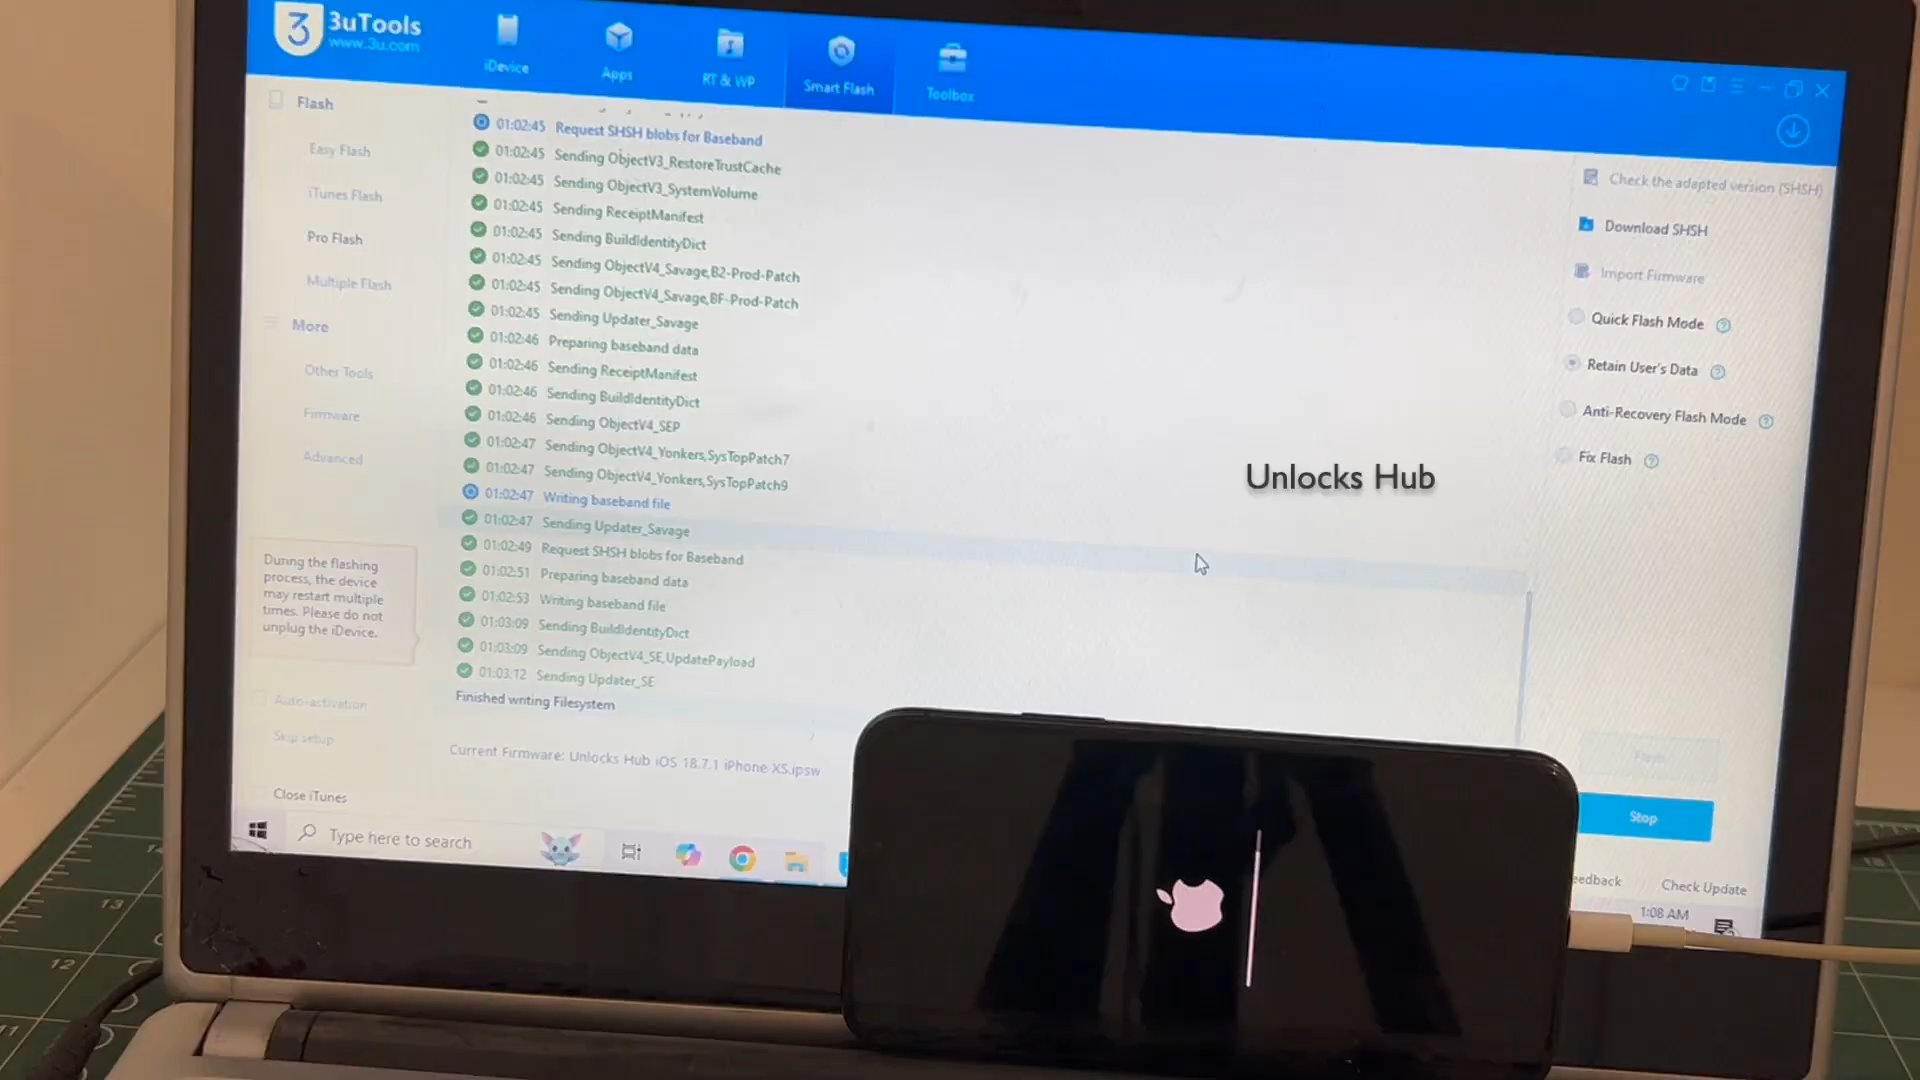 3 3uTools
www.3u.com
iDevice
Apps
RT & WP
Smart Flash
Toolbox
Flash
Easy Flash
iTunes Flash
Pro Flash
Multiple Flash
More
Other Tools
Firmware
Advanced
During the flashing
process, the device
may restart multiple
times. Please do not
unplug the iDevice.
Auto-activation
Skip setup
Close iTunes
01:02:45 Request SHSH blobs for Baseband
01:02:45 Sending ObjectV3_RestoreTrustCache
01:02:45 Sending ObjectV3_SystemVolume
01:02:45 Sending ReceiptManifest
01:02:45 Sending BuildIdentityDict
01:02:45 Sending ObjectV4_Savage,B2-Prod-Patch
01:02:45 Sending ObjectV4_Savage,BF-Prod-Patch
01:02:45 Sending Updater_Savage
01:02:46 Preparing baseband data
01:02:46 Sending ReceiptManifest
01:02:46 Sending BuildIdentityDict
01:02:46 Sending ObjectV4_SEP
01:02:47 Sending ObjectV4_Yonkers,SysTopPatch7
01:02:47 Sending ObjectV4_Yonkers,SysTopPatch9
01:02:47 Writing baseband file
01:02:47 Sending Updater_Savage
01:02:49 Request SHSH blobs for Baseband
01:02:51 Preparing baseband data
01:02:53 Writing baseband file
01:03:09 Sending BuildIdentityDict
01:03:09 Sending ObjectV4_SE,UpdatePayload
01:03:12 Sending Updater_SE
Finished writing Filesystem
Current Firmware: Unlocks Hub iOS 18.7.1 iPhone XS.ipsw
Check the adapted version (SHSH)
Download SHSH
Import Firmware
Quick Flash Mode
Retain User's Data
Anti-Recovery Flash Mode
Fix Flash
Unlocks Hub
Flash
Stop
eedback
Check Update
Type here to search
1:08 AM
14
13
12
11